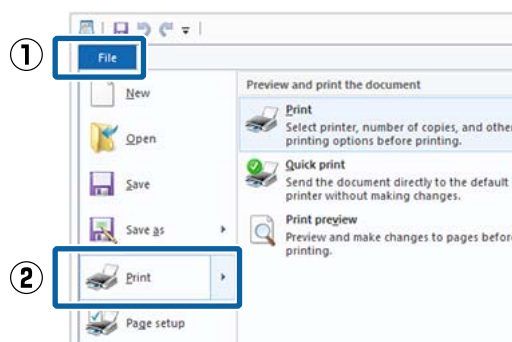 ①
File
New
Open
Save
Save as
②
Print
Page setup
Preview and print the document
Print
Select printer, number of copies, and other
printing options before printing.
Quick print
Send the document directly to the default
printer without making changes.
Print preview
Preview and make changes to pages befor
printing.